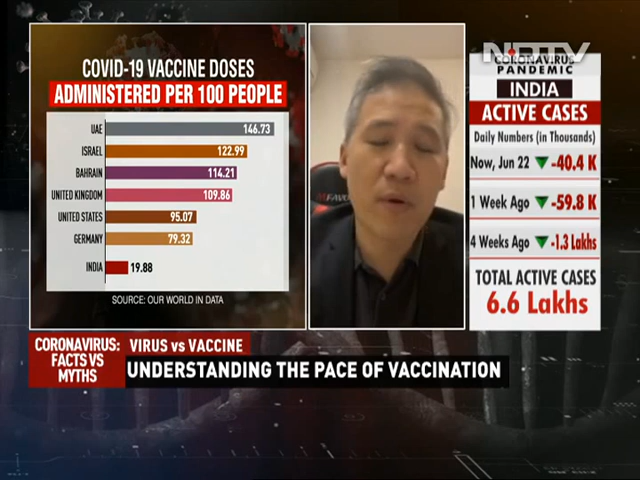 COVID-19 VACCINE DOSES
ADMINISTERED PER 100 PEOPLE
UAE 146.73
ISRAEL 122.99
BAHRAIN 114.21
UNITED KINGDOM 109.86
UNITED STATES 95.07
GERMANY 79.32
INDIA 19.88
SOURCE: OUR WORLD IN DATA
NDTV
CORONAVIRUS
PANDEMIC
INDIA
ACTIVE CASES
Daily Numbers (in Thousands)
Now, Jun 22 ▼ -40.4 K
1 Week Ago ▼ -59.8 K
4 Weeks Ago ▼ -1.3 Lakhs
TOTAL ACTIVE CASES
6.6 Lakhs
CORONAVIRUS:
FACTS VS
MYTHS
VIRUS vs VACCINE
UNDERSTANDING THE PACE OF VACCINATION